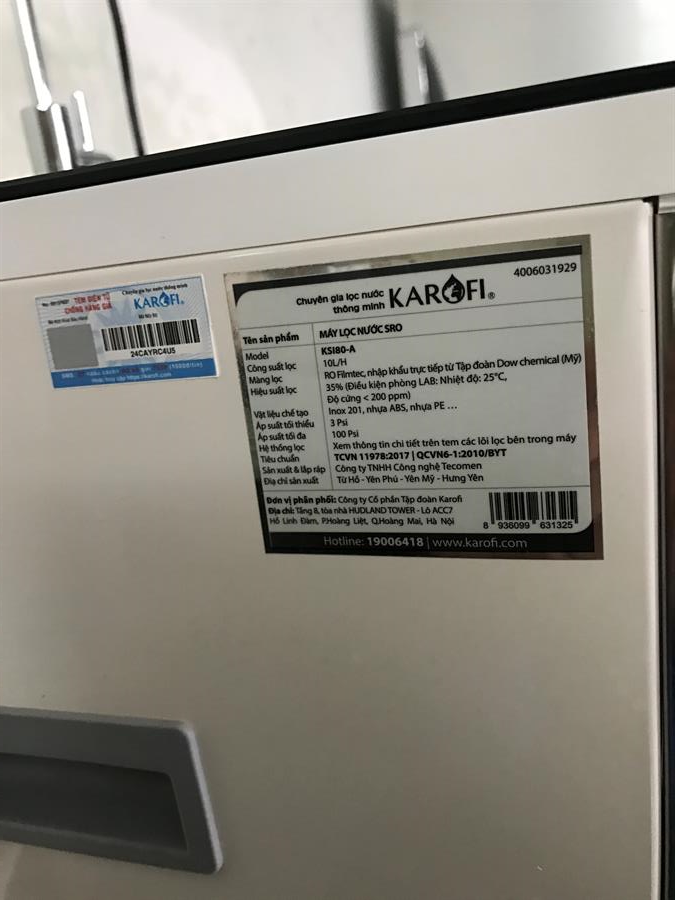 TEM ĐIỆN TỬ
CHỐNG HÀNG GIẢ
Chuyên gia lọc nước thông minh
KAROFI®
24CAYRC4U5
4006031929
Chuyên gia lọc nước
thông minh
KAROFI®
Tên sản phẩm MÁY LỌC NƯỚC SRO
Model KSI80-A
Công suất lọc 10L/H
Màng lọc RO Filmtec, nhập khẩu trực tiếp từ Tập đoàn Dow chemical (Mỹ)
Hiệu suất lọc 35% (Điều kiện phòng LAB: Nhiệt độ: 25°C,
Độ cứng < 200 ppm)
Vật liệu chế tạo Inox 201, nhựa ABS, nhựa PE ...
Áp suất tối thiểu 3 Psi
Áp suất tối đa 100 Psi
Hệ thống lọc Xem thông tin chi tiết trên tem các lõi lọc bên trong máy
Tiêu chuẩn TCVN 11978:2017 | QCVN6-1:2010/BYT
Sản xuất & lắp ráp Công ty TNHH Công nghệ Tecomen
Địa chỉ sản xuất Từ Hồ - Yên Phú - Yên Mỹ - Hưng Yên
Đơn vị phân phối: Công ty Cổ phần Tập đoàn Karofi
Địa chỉ: Tầng 8, tòa nhà HUDLAND TOWER - Lô ACC7
Hồ Linh Đàm, P.Hoàng Liệt, Q.Hoàng Mai, Hà Nội
8 936099 631325
Hotline: 19006418 | www.karofi.com